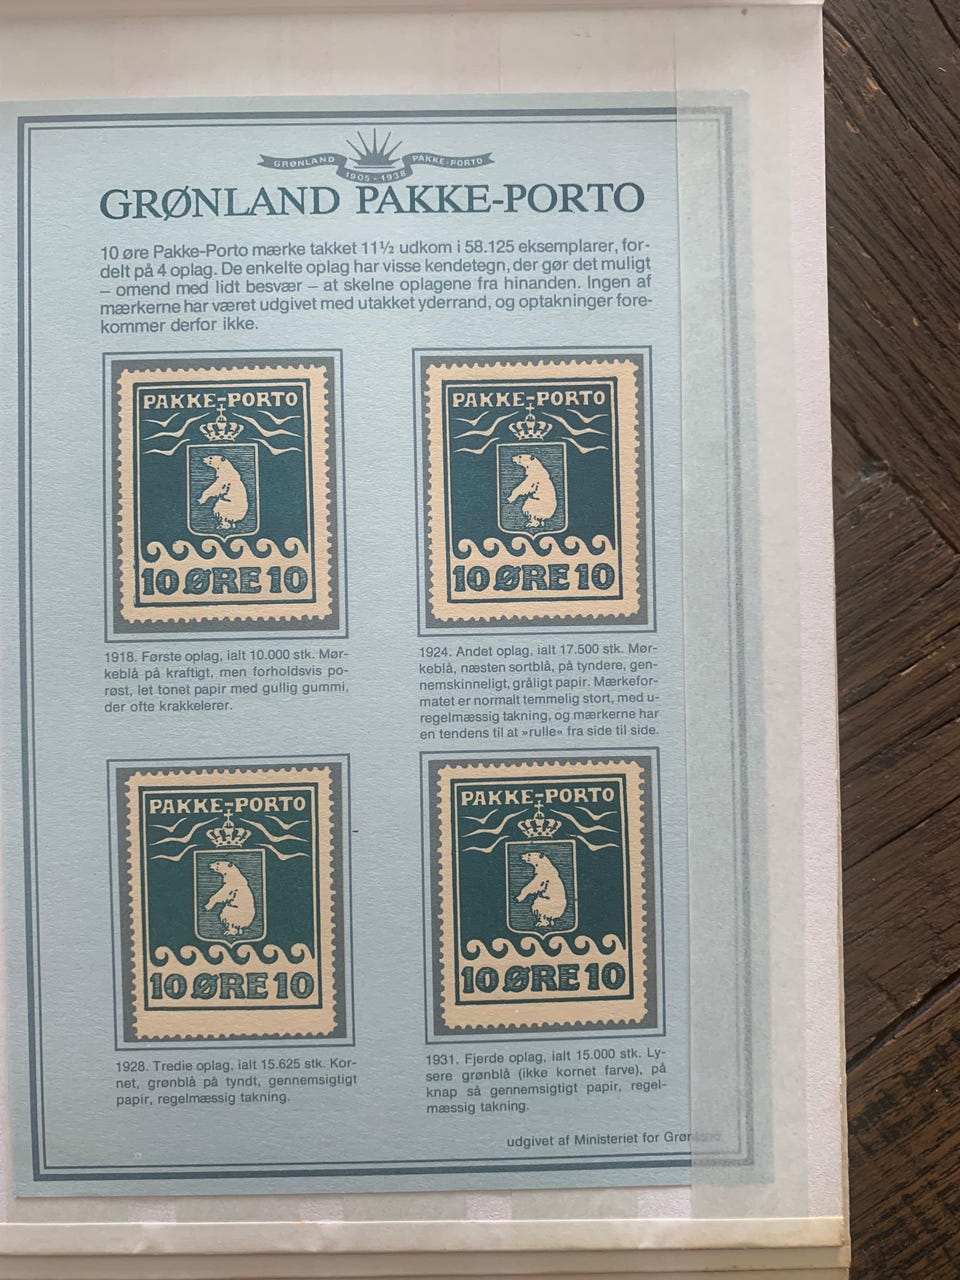 GRØNLAND PAKKE-PORTO
1905 - 1938
GRØNLAND PAKKE-PORTO
10 øre Pakke-Porto mærke takket 11½ udkom i 58.125 eksemplarer, for-
delt på 4 oplag. De enkelte oplag har visse kendetegn, der gør det muligt
– omend med lidt besvær – at skelne oplagene fra hinanden. Ingen af
mærkerne har været udgivet med utakket yderrand, og optakninger fore-
kommer derfor ikke.
PAKKE-PORTO
10 ØRE 10
1918. Første oplag, ialt 10.000 stk. Mør-
keblå på kraftigt, men forholdsvis po-
røst, let tonet papir med gullig gummi,
der ofte krakkelerer.
PAKKE-PORTO
10 ØRE 10
1924. Andet oplag, ialt 17.500 stk. Mør-
keblå, næsten sortblå, på tyndere, gen-
nemskinneligt, gråligt papir. Mærkefor-
matet er normalt temmelig stort, med u-
regelmæssig takning, og mærkerne har
en tendens til at »rulle« fra side til side.
PAKKE-PORTO
10 ØRE 10
1928. Tredie oplag, ialt 15.625 stk. Kor-
net, grønblå på tyndt, gennemsigtigt
papir, regelmæssig takning.
PAKKE-PORTO
10 ØRE 10
1931. Fjerde oplag, ialt 15.000 stk. Ly-
sere grønblå (ikke kornet farve), på
knap så gennemsigtigt papir, regel-
mæssig takning.
udgivet af Ministeriet for Grønland